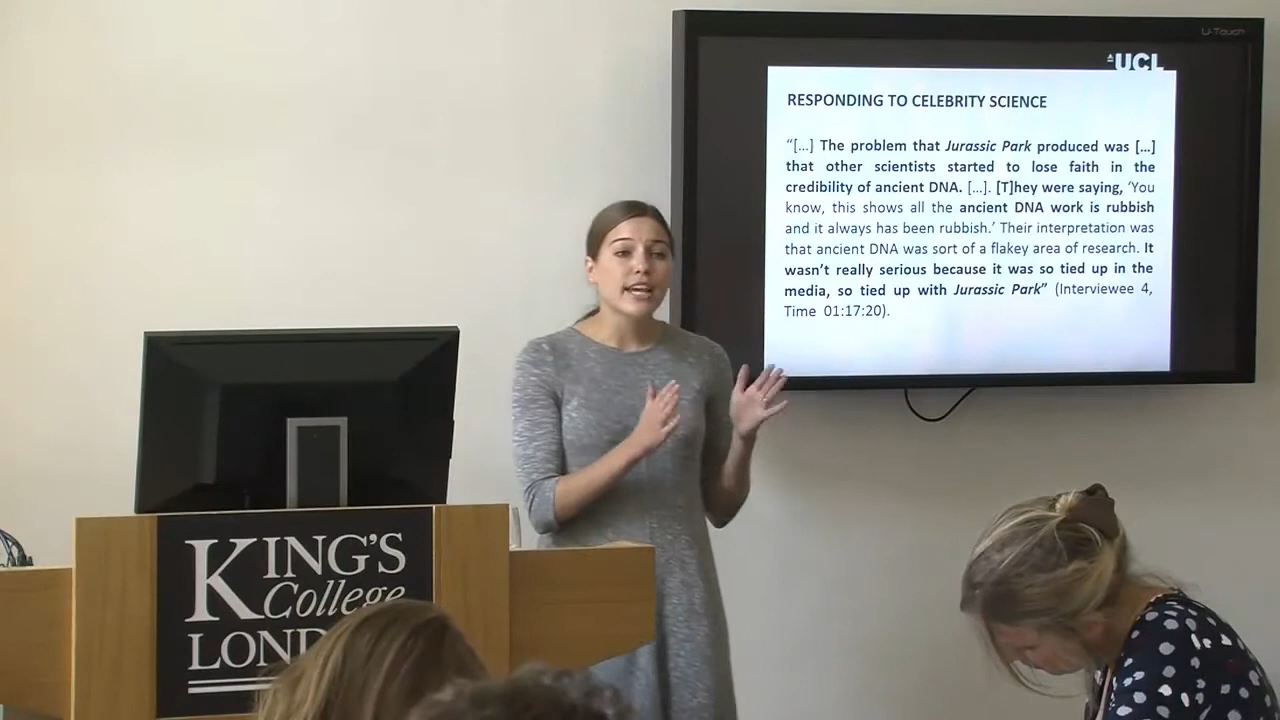 U-Touch
UCL
RESPONDING TO CELEBRITY SCIENCE
“[…] The problem that Jurassic Park produced was […]
that other scientists started to lose faith in the
credibility of ancient DNA. […]. [T]hey were saying, ‘You
know, this shows all the ancient DNA work is rubbish
and it always has been rubbish.’ Their interpretation was
that ancient DNA was sort of a flakey area of research. It
wasn’t really serious because it was so tied up in the
media, so tied up with Jurassic Park” (Interviewee 4,
Time 01:17:20).
KING’S
College
LOND